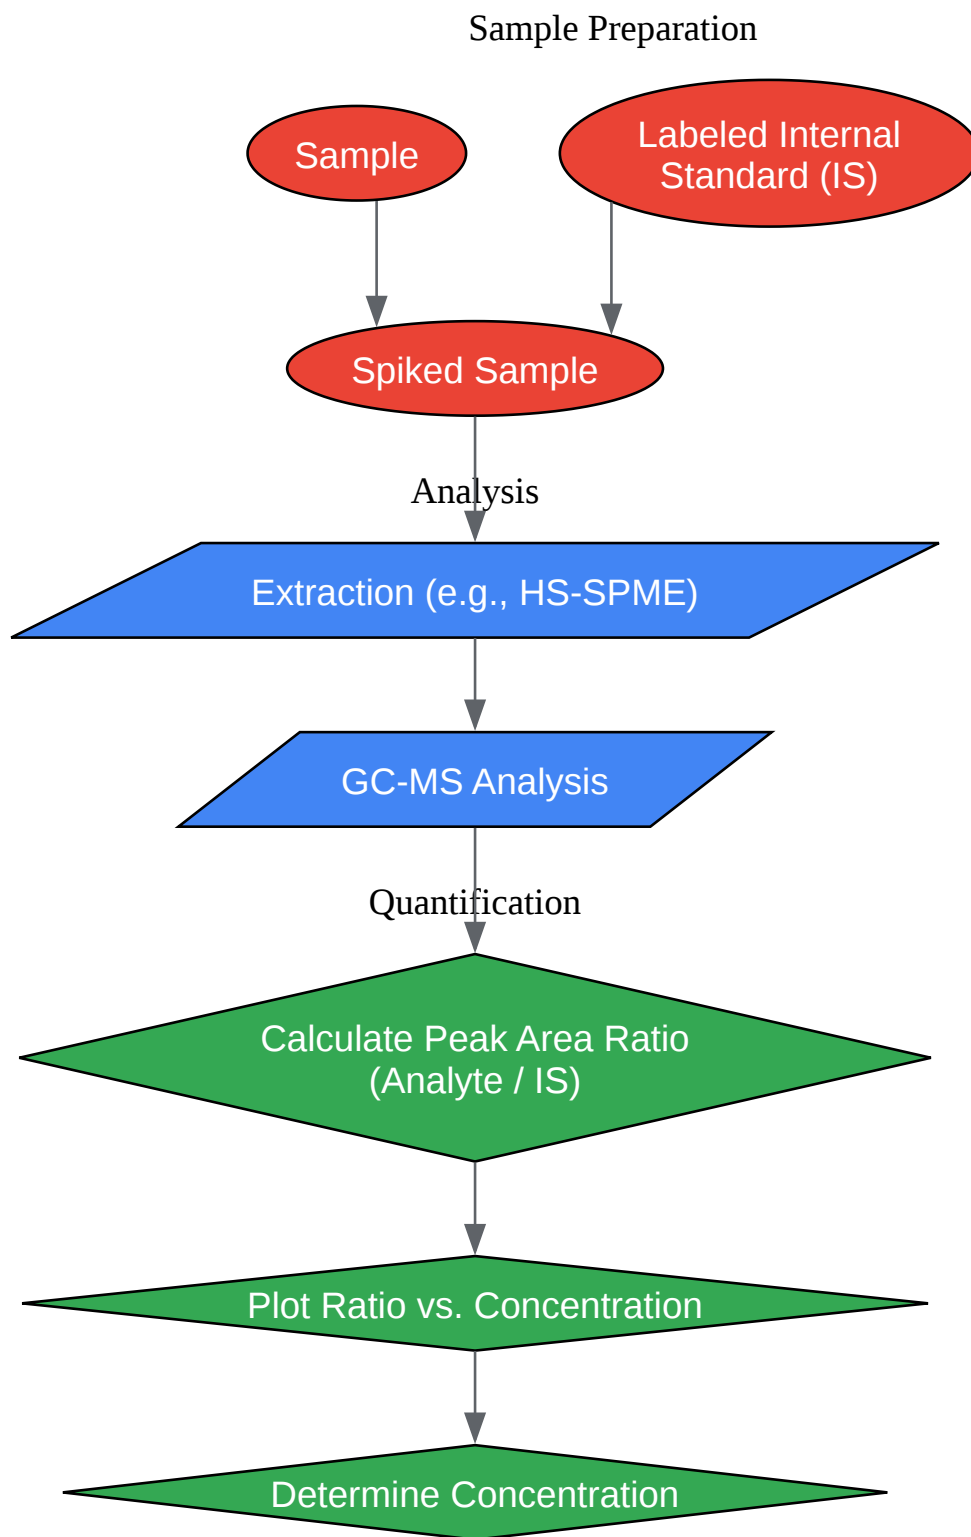 Sample Preparation
Sample
Labeled Internal
Standard (IS)
Spiked Sample
Analysis
Extraction (e.g., HS-SPME)
GC-MS Analysis
Quantification
Calculate Peak Area Ratio
(Analyte / IS)
Plot Ratio vs. Concentration
Determine Concentration